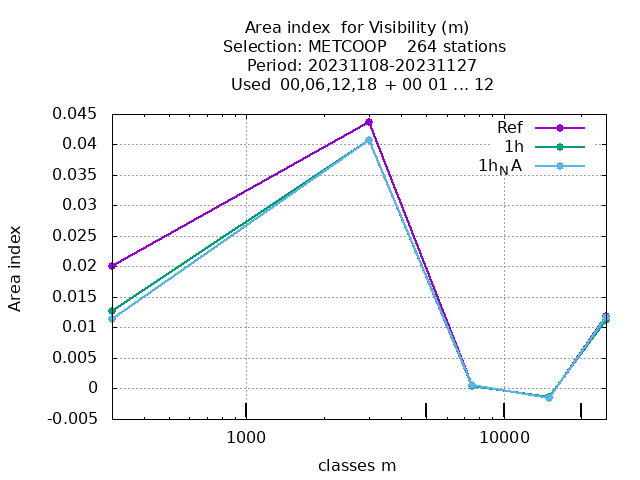 Area index  for Visibility (m)
Selection: METCOOP    264 stations
Period: 20231108-20231127
Used 00,06,12,18 + 00 01 ... 12
0.045
0.04
0.035
0.03
0.025
0.02
0.015
0.01
0.005
0
-0.005
Area index
Ref
1h
1h_NA
1000
10000
classes m